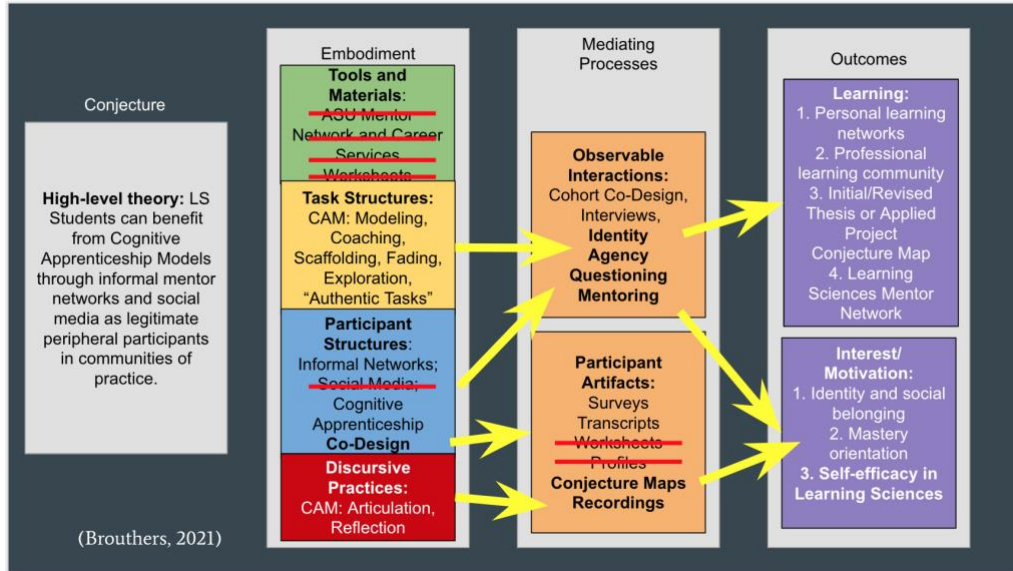 Conjecture
High-level theory: LS
Students can benefit
from Cognitive
Apprenticeship Models
through informal mentor
networks and social
media as legitimate
peripheral participants
in communities of
practice.
(Brouthers, 2021)
Embodiment
Tools and
Materials:
ASU Mentor
Network and Career
Services
Worksheets
Task Structures:
CAM: Modeling,
Coaching,
Scaffolding, Fading,
Exploration,
“Authentic Tasks”
Participant
Structures:
Informal Networks;
Social Media;
Cognitive
Apprenticeship
Co-Design
Discursive
Practices:
CAM: Articulation,
Reflection
Mediating
Processes
Observable
Interactions:
Cohort Co-Design,
Interviews,
Identity
Agency
Questioning
Mentoring
Participant
Artifacts:
Surveys
Transcripts
Worksheets
Profiles
Conjecture Maps
Recordings
Outcomes
Learning:
1. Personal learning
networks
2. Professional
learning community
3. Initial/Revised
Thesis or Applied
Project
Conjecture Map
4. Learning
Sciences Mentor
Network
Interest/
Motivation:
1. Identity and social
belonging
2. Mastery
orientation
3. Self-efficacy in
Learning Sciences